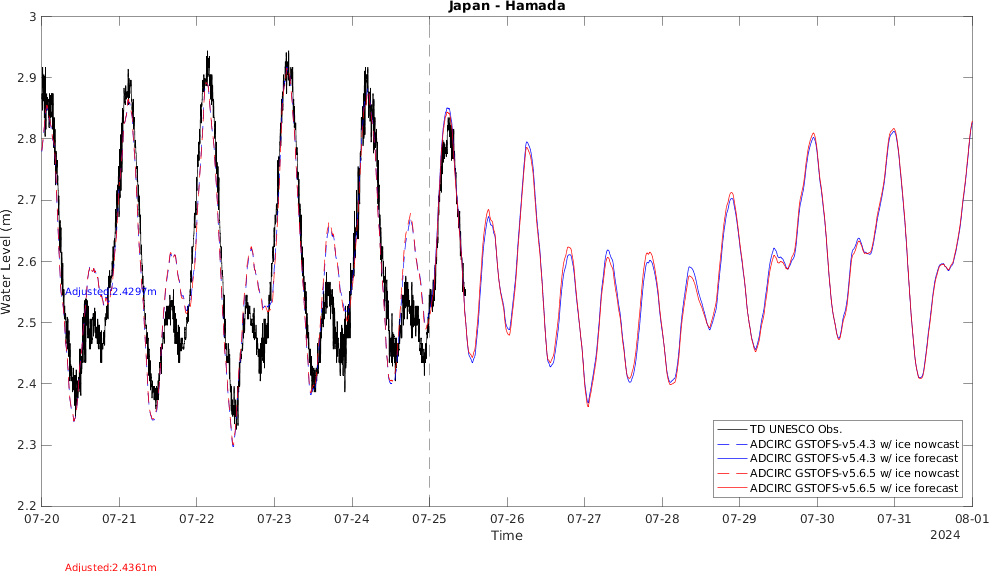 Japan - Hamada
3
2.9
2.8
2.7
2.6
2.5
2.4
2.3
2.2
Water Level (m)
Adjusted:2.4297m
TD UNESCO Obs.
ADCIRC GSTOFS-v5.4.3 w/ ice nowcast
ADCIRC GSTOFS-v5.4.3 w/ ice forecast
ADCIRC GSTOFS-v5.6.5 w/ ice nowcast
ADCIRC GSTOFS-v5.6.5 w/ ice forecast
07-20 07-21 07-22 07-23 07-24 07-25 07-26 07-27 07-28 07-29 07-30 07-31 08-01
Time
2024
Adjusted:2.4361m